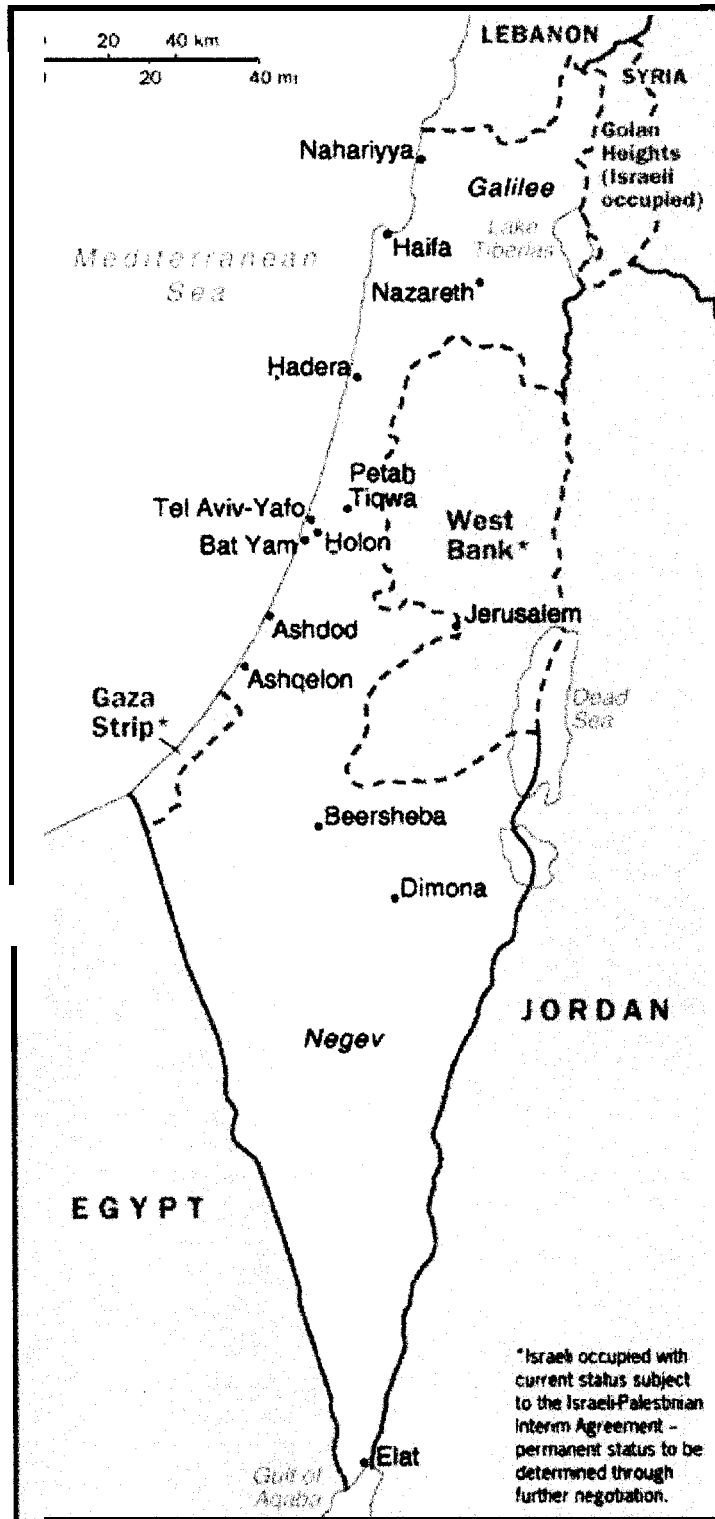 20 40 km
20 40 mi
LEBANON
SYRIA
Golan
Heights
(Israeli
occupied)
Nahariyya
Galilee
Lake
Tiberias
Haifa
Mediterranean
Sea
Nazareth
Hadera
Petah
Tiqwa
Tel Aviv-Yafo
Bat Yam
Holon
West
Bank*
Jerusalem
Ashdod
Ashqelon
Gaza
Strip*
Dead
Sea
Beersheba
Dimona
JORDAN
Negev
EGYPT
*Israeli occupied with
current status subject
to the Israeli-Palestinian
Interim Agreement –
permanent status to be
determined through
further negotiation.
Elat
Gulf of
Aqaba